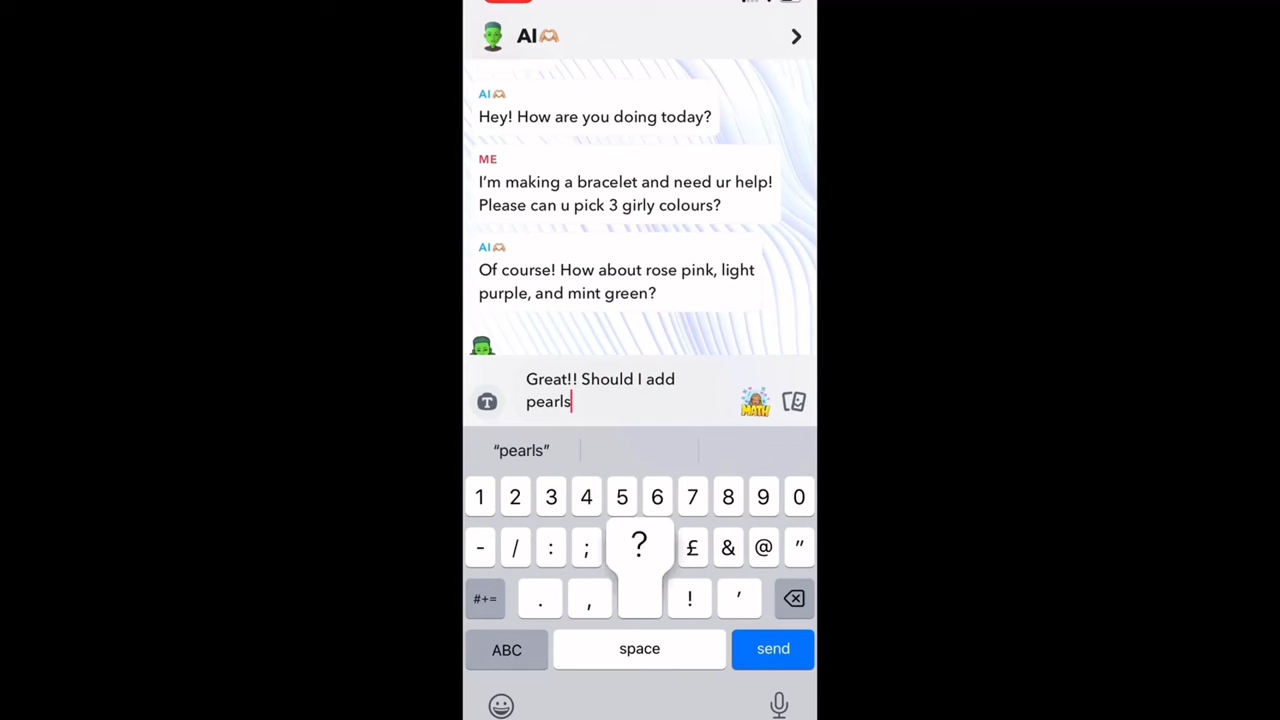 AI🫶🏼
AI🫶🏼
Hey! How are you doing today?
ME
I'm making a bracelet and need ur help!
Please can u pick 3 girly colours?
AI🫶🏼
Of course! How about rose pink, light
purple, and mint green?
Great!! Should I add
pearls
T
MATH
"pearls"
1 2 3 4 5 6 7 8 9 0
- / : ; ? £ & @ "
#+= . , ! '
ABC space send